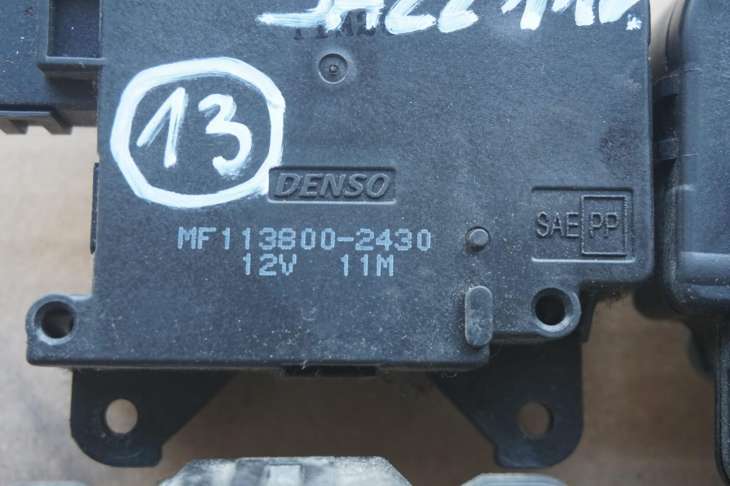 13
DENSO
MF113800-2430
12V 11M
SAE PP